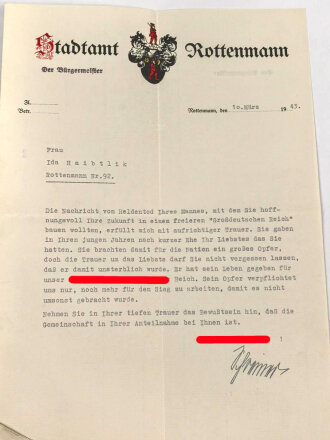 Stadtamt Rottenmann
Der Bürgermeister
Zl.
Betr.
Rottenmann, den 10.März 1943.
Frau
Ida Haibtlik
Rottenmann Nr.92.
Die Nachricht vom Heldentod Ihres Mannes, mit dem Sie hoff-
nungsvoll Ihre Zukunft in einem freieren "Großdeutschen Reich"
bauen wollten, erfüllt mich mit aufrichtiger Trauer. Sie gaben
in Ihren jungen Jahren nach kurzer Ehe Ihr Liebstes das Sie
hatten. Sie brachten damit für die Nation ein großes Opfer,
doch die Trauer um das Liebste darf Sie nicht vergessen lassen,
daß er damit unsterblich wurde. Er hat sein Leben gegeben für
unser Reich. Sein Opfer verpflichtet
uns nur, noch mehr für den Sieg zu arbeiten, damit es nicht
umsonst gebracht wurde.
Nehmen Sie in Ihrer tiefen Trauer das Bewußtsein hin, daß die
Gemeinschaft in Ihrer Anteilnahme bei Ihnen ist.
!